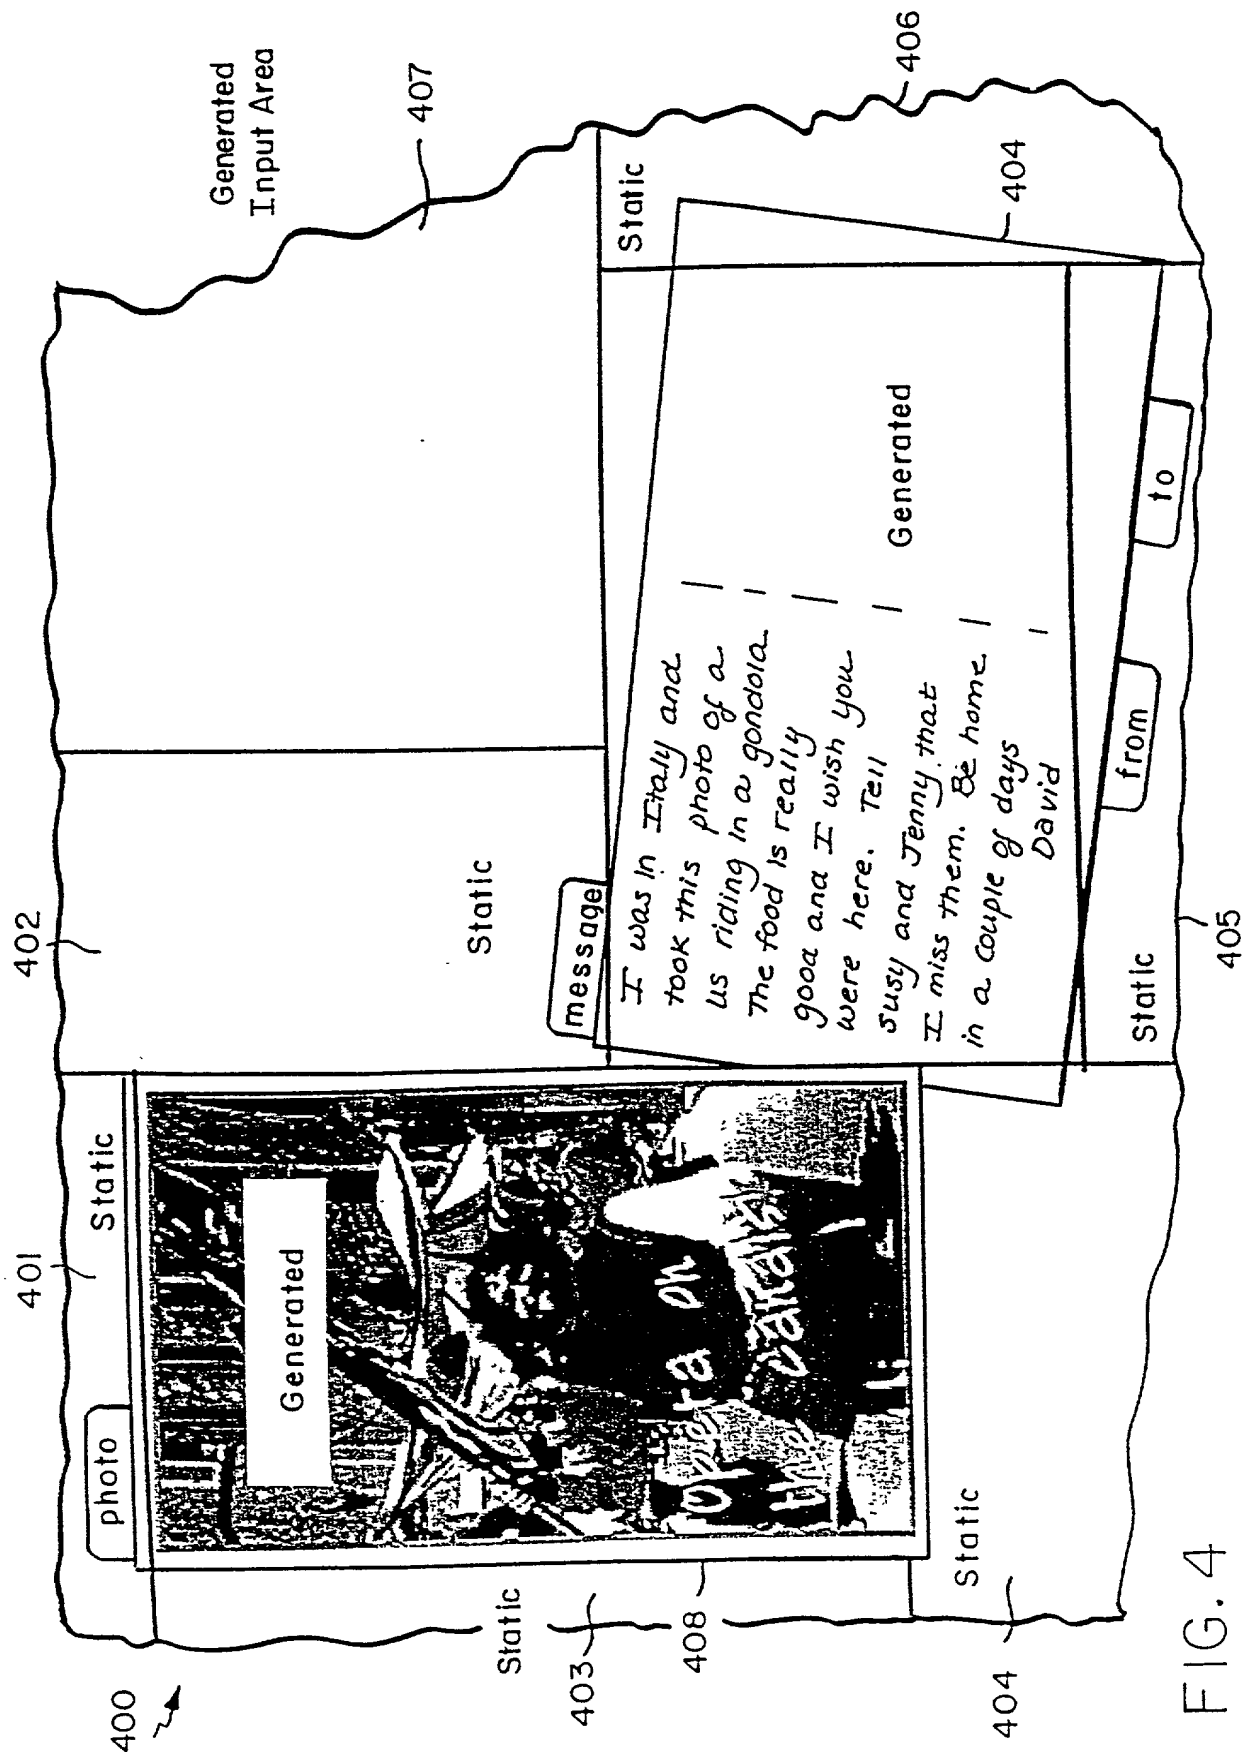 401
402
photo
Static
400
Generated
Input Area
Generated
407
Static
Static
403
message
Static
408
I was in Italy and
took this photo of a
us riding in a gondola
The food is really
good and I wish you
were here. Tell
susy and Jenny that
I miss them. Be home
in a couple of days
David
Generated
406
Static
404
404
from
Static
to
FIG. 4
405